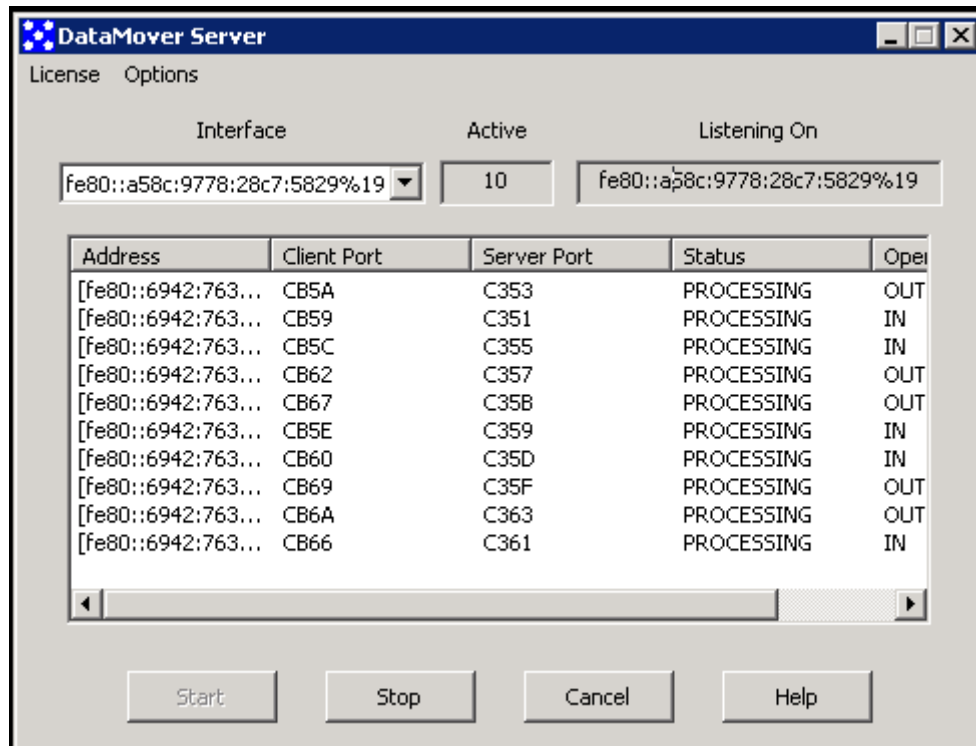 DataMover Server
License Options
Interface Active Listening On
fe80::a58c:9778:28c7:5829%19 10 fe80::a58c:9778:28c7:5829%19
Address Client Port Server Port Status Oper
[fe80::6942:763... CB5A C353 PROCESSING OUT
[fe80::6942:763... CB59 C351 PROCESSING IN
[fe80::6942:763... CB5C C355 PROCESSING IN
[fe80::6942:763... CB62 C357 PROCESSING OUT
[fe80::6942:763... CB67 C35B PROCESSING OUT
[fe80::6942:763... CB5E C359 PROCESSING IN
[fe80::6942:763... CB60 C35D PROCESSING IN
[fe80::6942:763... CB69 C35F PROCESSING OUT
[fe80::6942:763... CB6A C363 PROCESSING OUT
[fe80::6942:763... CB66 C361 PROCESSING IN
Start Stop Cancel Help